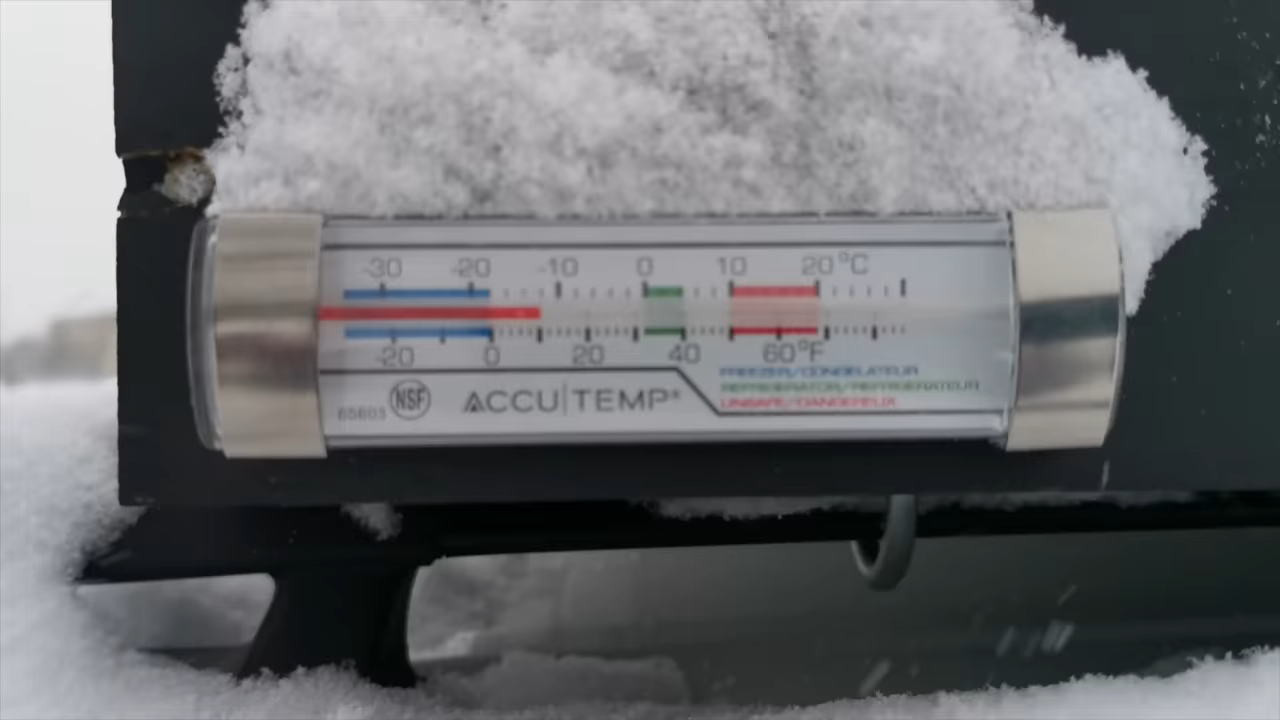 -30 -20 -10 0 10 20 °C
-20 0 20 40 60 °F
FREEZER/CONGELATEUR
REFRIGERATOR/REFRIGERATEUR
UNSAFE/DANGEREUX
65603 NSF ACCU|TEMP®